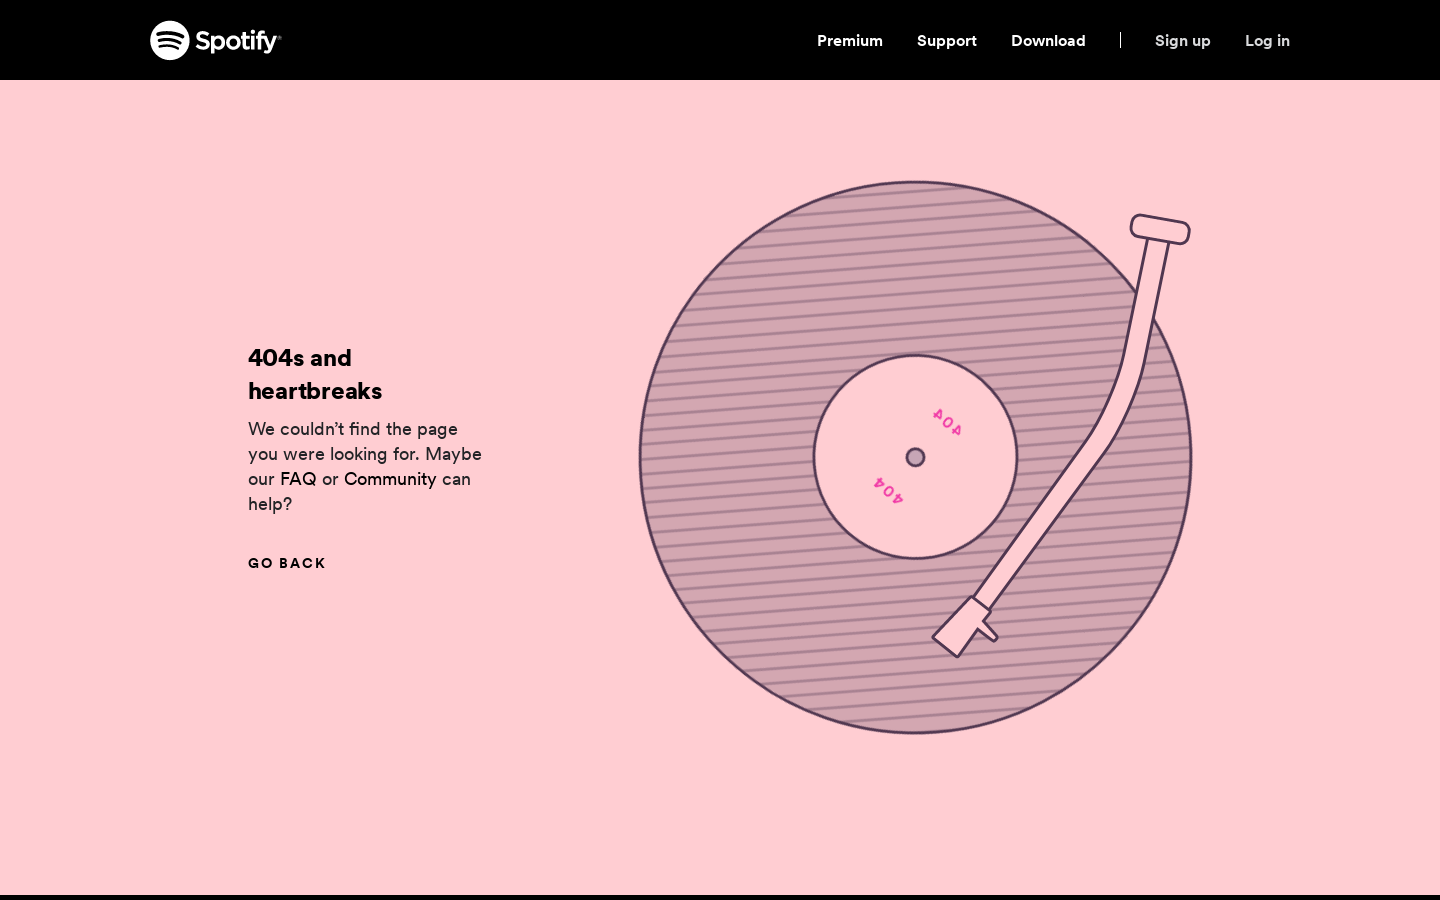 Spotify®
Premium Support Download Sign up Log in
404s and
heartbreaks
We couldn’t find the page
you were looking for. Maybe
our FAQ or Community can
help?
GO BACK
404
404